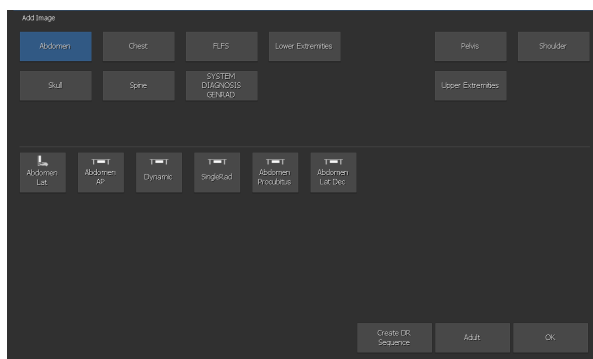 Add Image
Abdomen
Chest
FLFS
Lower Extremities
Pelvis
Shoulder
Skull
Spine
SYSTEM
DIAGNOSIS
GENRAD
Upper Extremities
Abdomen
Lat
Abdomen
AP
Dynamic
SingleRad
Abdomen
Procubitus
Abdomen
Lat Dec
Create DR
Sequence
Adult
OK